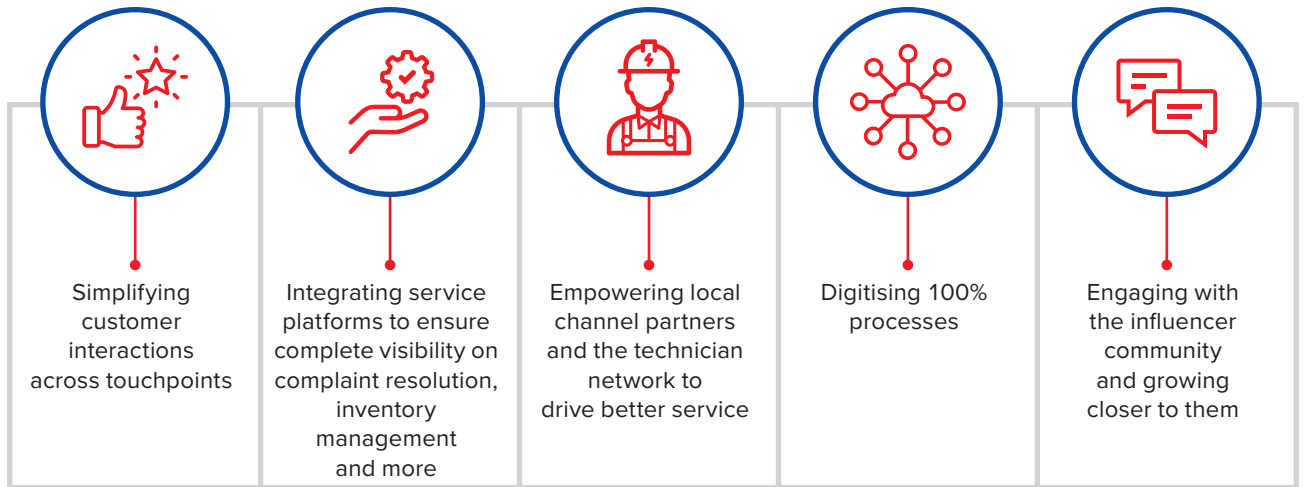 Simplifying
customer
interactions
across touchpoints
Integrating service
platforms to ensure
complete visibility on
complaint resolution,
inventory
management
and more
Empowering local
channel partners
and the technician
network to
drive better service
Digitising 100%
processes
Engaging with
the influencer
community
and growing
closer to them